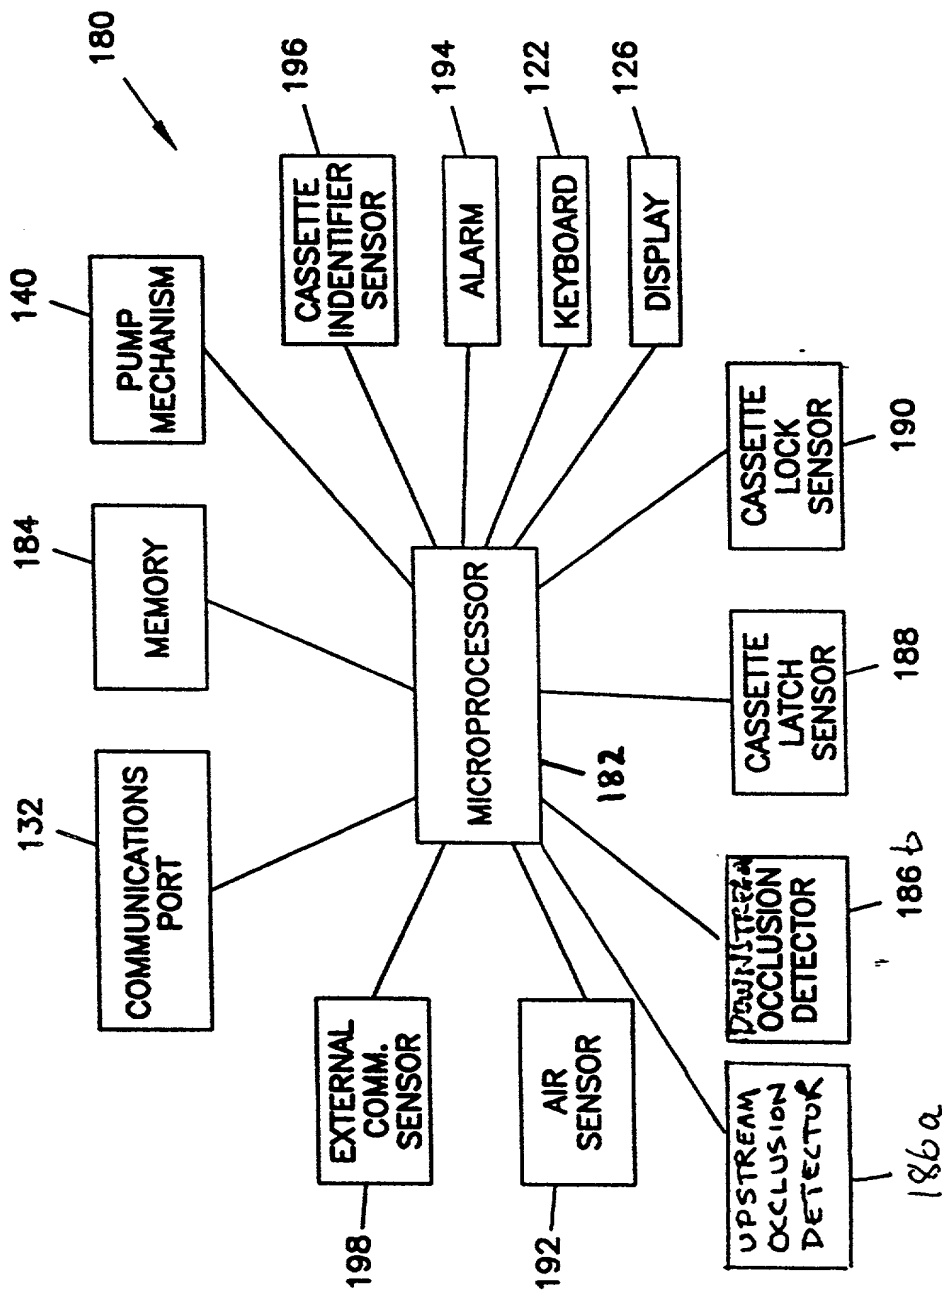 180
132
COMMUNICATIONS
PORT
184
MEMORY
140
PUMP
MECHANISM
196
CASSETTE
INDENTIFIER
SENSOR
194
ALARM
122
KEYBOARD
126
DISPLAY
198
EXTERNAL
COMM.
SENSOR
MICROPROCESSOR
182
192
AIR
SENSOR
UPSTREAM
OCCLUSION
DETECTOR
186a
DOWNSTREAM
OCCLUSION
DETECTOR
186b
CASSETTE
LATCH
SENSOR
188
CASSETTE
LOCK
SENSOR
190